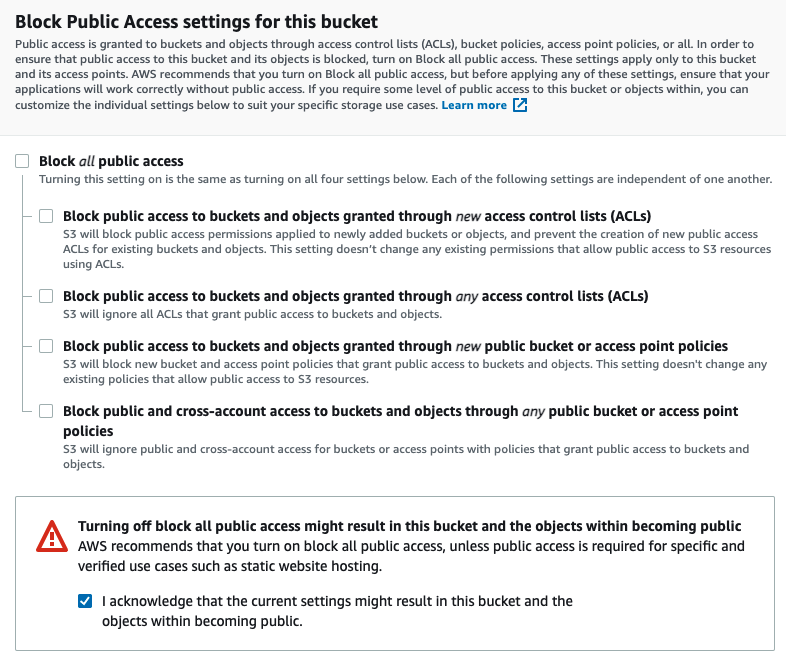 Block Public Access settings for this bucket
Public access is granted to buckets and objects through access control lists (ACLs), bucket policies, access point policies, or all. In order to
ensure that public access to this bucket and its objects is blocked, turn on Block all public access. These settings apply only to this bucket
and its access points. AWS recommends that you turn on Block all public access, but before applying any of these settings, ensure that your
applications will work correctly without public access. If you require some level of public access to this bucket or objects within, you can
customize the individual settings below to suit your specific storage use cases. Learn more
Block all public access
Turning this setting on is the same as turning on all four settings below. Each of the following settings are independent of one another.
Block public access to buckets and objects granted through new access control lists (ACLs)
S3 will block public access permissions applied to newly added buckets or objects, and prevent the creation of new public access
ACLs for existing buckets and objects. This setting doesn’t change any existing permissions that allow public access to S3 resources
using ACLs.
Block public access to buckets and objects granted through any access control lists (ACLs)
S3 will ignore all ACLs that grant public access to buckets and objects.
Block public access to buckets and objects granted through new public bucket or access point policies
S3 will block new bucket and access point policies that grant public access to buckets and objects. This setting doesn't change any
existing policies that allow public access to S3 resources.
Block public and cross-account access to buckets and objects through any public bucket or access point
policies
S3 will ignore public and cross-account access for buckets or access points with policies that grant public access to buckets and
objects.
Turning off block all public access might result in this bucket and the objects within becoming public
AWS recommends that you turn on block all public access, unless public access is required for specific and
verified use cases such as static website hosting.
I acknowledge that the current settings might result in this bucket and the
objects within becoming public.